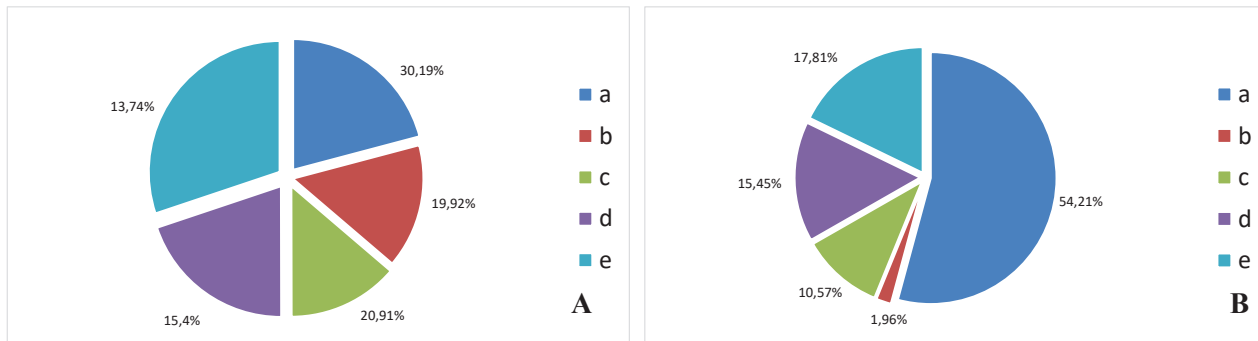 30,19%
19,92%
20,91%
15,4%
13,74%
a
b
c
d
e
A
54,21%
1,96%
10,57%
15,45%
17,81%
a
b
c
d
e
B